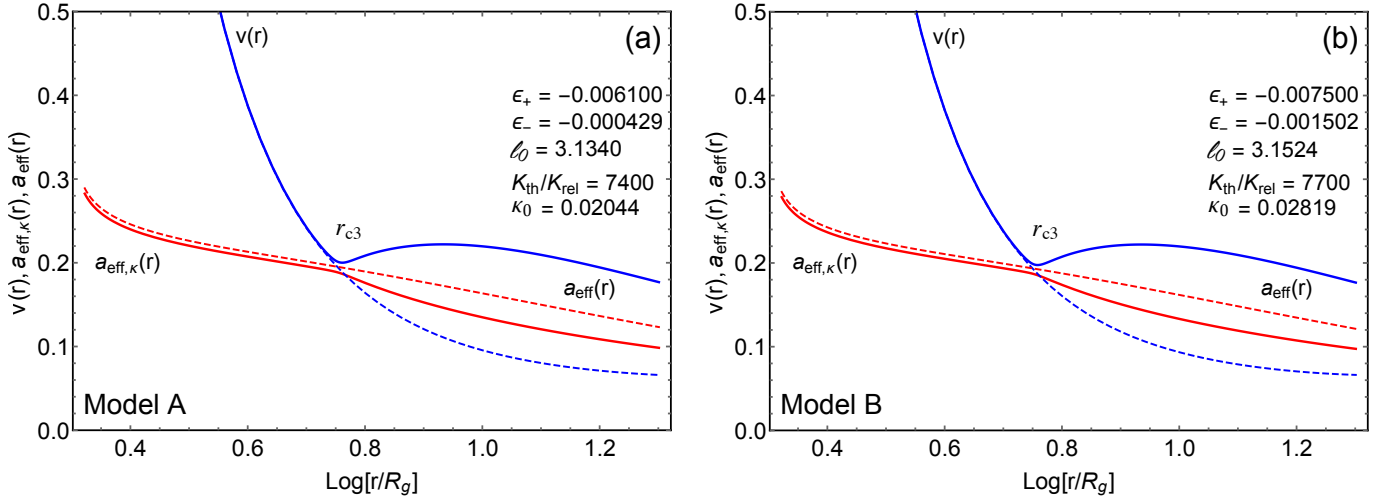 (a)
v(r)
ϵ₊ = −0.006100
ϵ₋ = −0.000429
ℓ₀ = 3.1340
K_th/K_rel = 7400
κ₀ = 0.02044
r_c3
a_eff,κ(r)
a_eff(r)
Model A
v(r), a_eff,κ(r), a_eff(r)
0.5
0.4
0.3
0.2
0.1
0.0
0.4 0.6 0.8 1.0 1.2
Log[r/R_g]
(b)
v(r)
ϵ₊ = −0.007500
ϵ₋ = −0.001502
ℓ₀ = 3.1524
K_th/K_rel = 7700
κ₀ = 0.02819
r_c3
a_eff,κ(r)
a_eff(r)
Model B
v(r), a_eff,κ(r), a_eff(r)
0.5
0.4
0.3
0.2
0.1
0.0
0.4 0.6 0.8 1.0 1.2
Log[r/R_g]